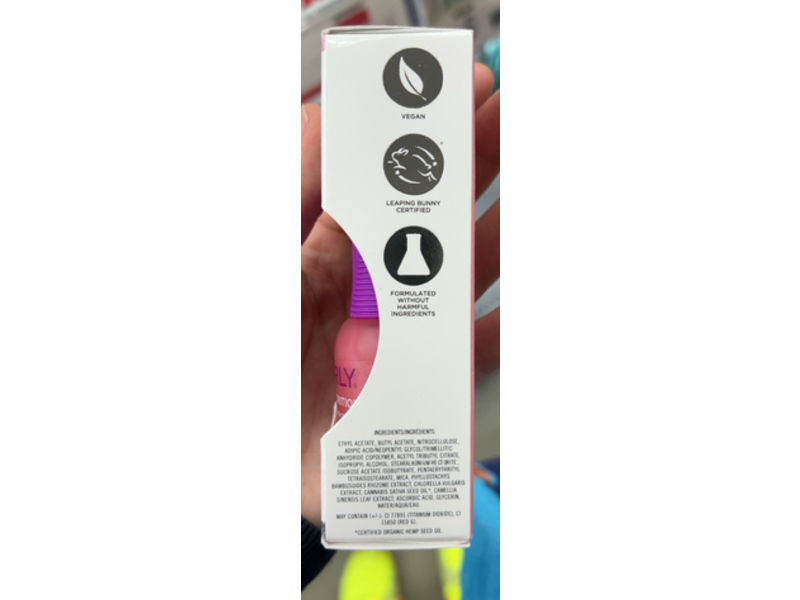 VEGAN
LEAPING BUNNY
CERTIFIED
FORMULATED
WITHOUT
HARMFUL
INGREDIENTS
RLY
INGREDIENTS/INGRÉDIENTS:
ETHYL ACETATE, BUTYL ACETATE, NITROCELLULOSE,
ADIPIC ACID/NEOPENTYL GLYCOL/TRIMELLITIC
ANHYDRIDE COPOLYMER, ACETYL TRIBUTYL CITRATE,
ISOPROPYL ALCOHOL, STEARALKONIUM HECTORITE,
SUCROSE ACETATE ISOBUTYRATE, PENTAERYTHRITYL
TETRAISOSTEARATE, MICA, PHYLLOSTACHYS
BAMBUSOIDES RHIZOME EXTRACT, CHLORELLA VULGARIS
EXTRACT, CANNABIS SATIVA SEED OIL*, CAMELLIA
SINENSIS LEAF EXTRACT, ASCORBIC ACID, GLYCERIN,
WATER/AQUA/EAU.
MAY CONTAIN (+/-): CI 77891 (TITANIUM DIOXIDE), CI
15850 (RED 6).
*CERTIFIED ORGANIC HEMP SEED OIL.